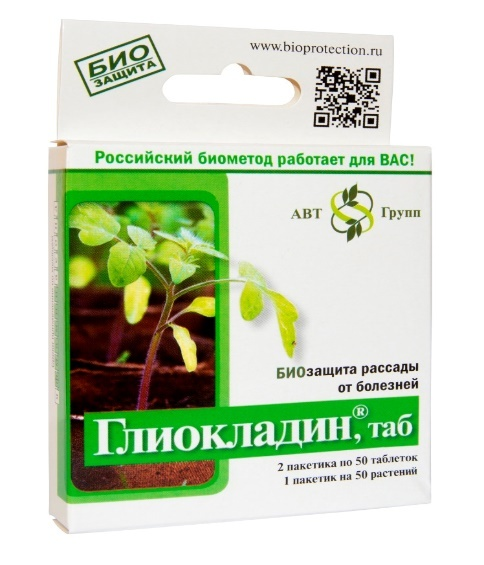 БИО
ЗАЩИТА
www.bioprotection.ru
Российский биометод работает для ВАС!
АВТ Групп
БИОзащита рассады
от болезней
Глиокладин®, таб
2 пакетика по 50 таблеток
1 пакетик на 50 растений